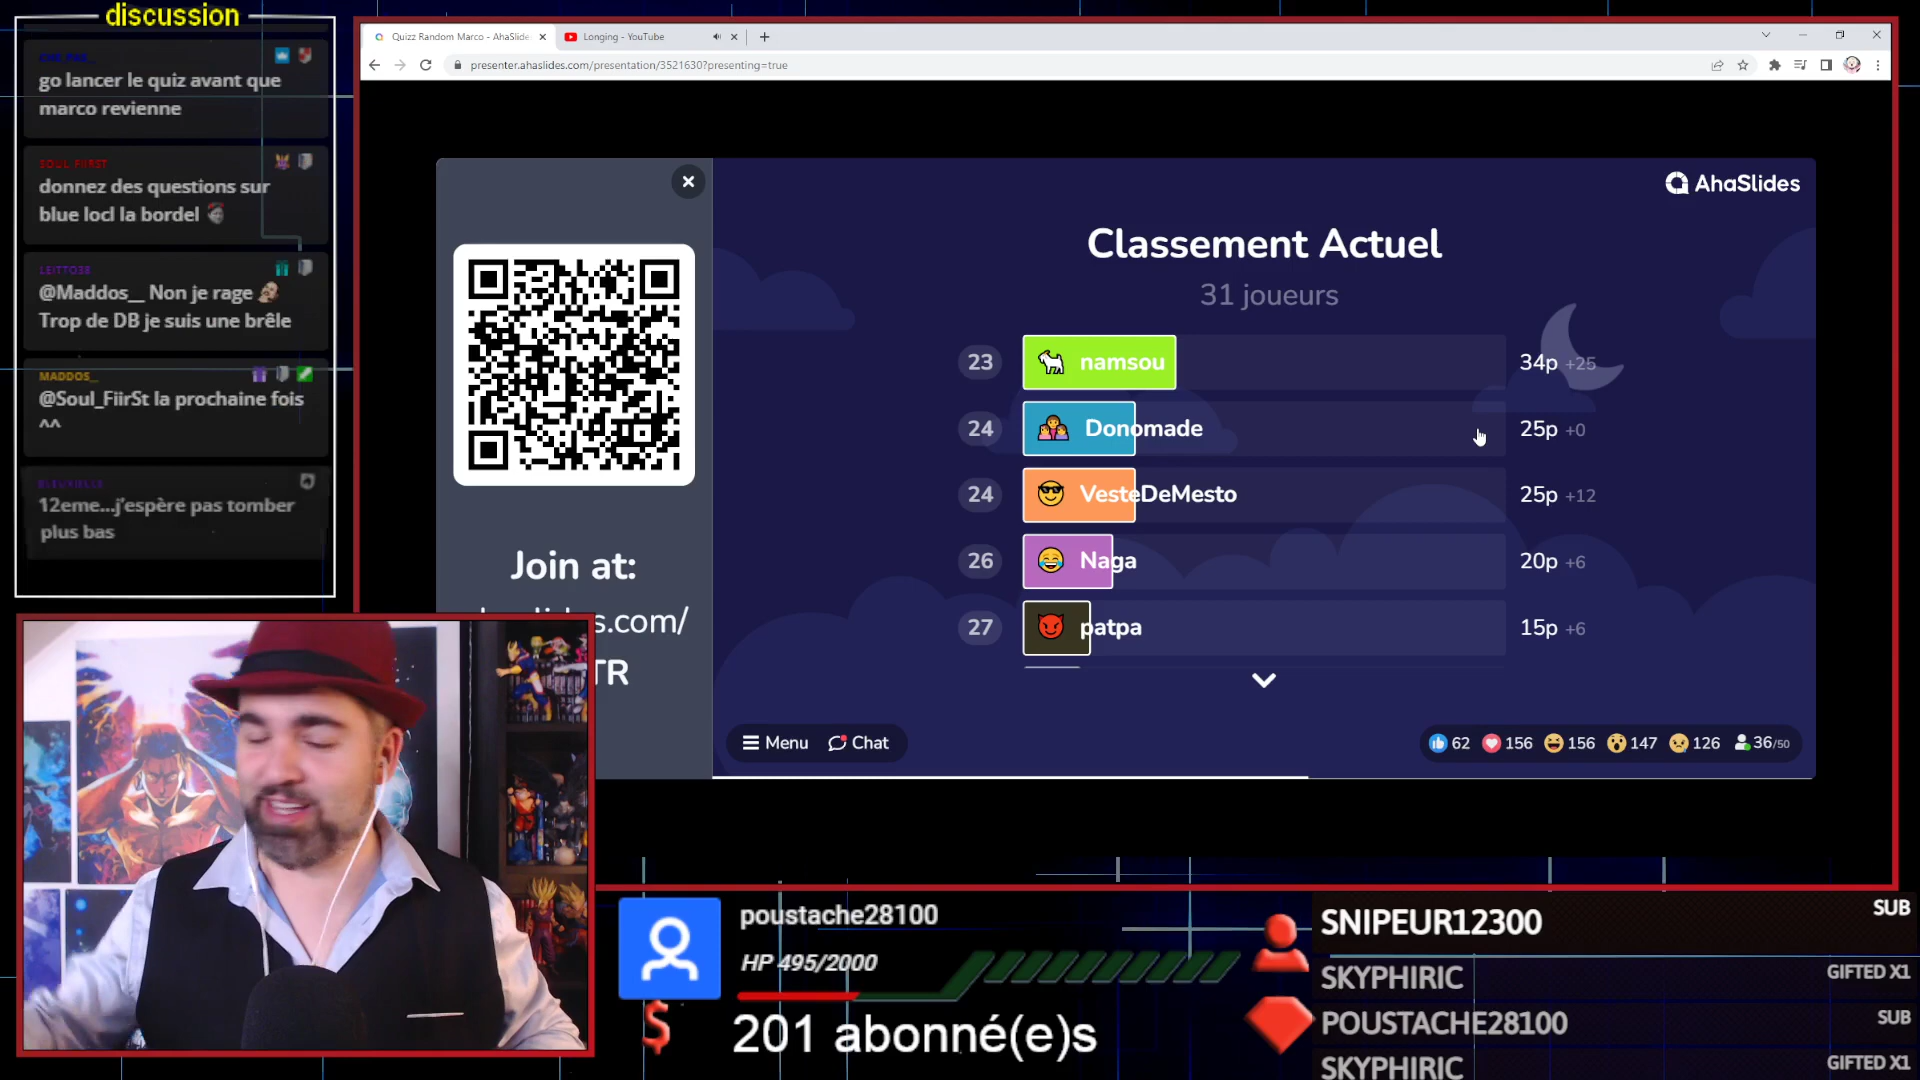 discussion
go lancer le quiz avant que
marco revienne
SOUL_FIIRST
donnez des questions sur
blue locl la bordel
LEITTO38
@Maddos__ Non je rage
Trop de DB je suis une brêle
MADDOS__
@Soul_FiirSt la prochaine fois
^^
BLEUXIELLE
12eme...j'espère pas tomber
plus bas
Quizz Random Marco - AhaSlide
Longing - YouTube
presenter.ahaslides.com/presentation/3521630?presenting=true
AhaSlides
Classement Actuel
31 joueurs
23 namsou 34p +25
24 Donomade 25p +0
24 VesteDeMesto 25p +12
26 Naga 20p +6
27 patpa 15p +6
Join at:
s.com/
TR
Menu Chat
62 156 156 147 126 36/50
poustache28100
HP 495/2000
201 abonné(e)s
SNIPEUR12300 SUB
SKYPHIRIC GIFTED X1
POUSTACHE28100 SUB
SKYPHIRIC GIFTED X1